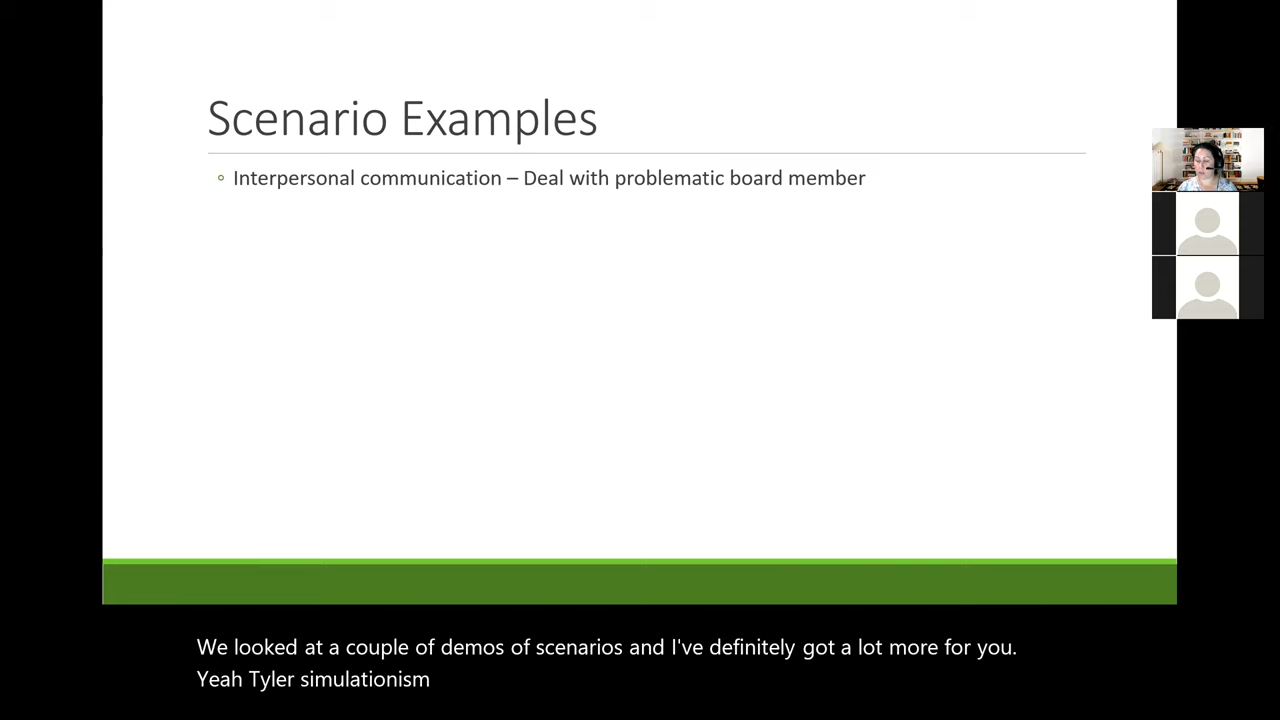 Scenario Examples
Interpersonal communication – Deal with problematic board member
We looked at a couple of demos of scenarios and I've definitely got a lot more for you.
Yeah Tyler simulationism